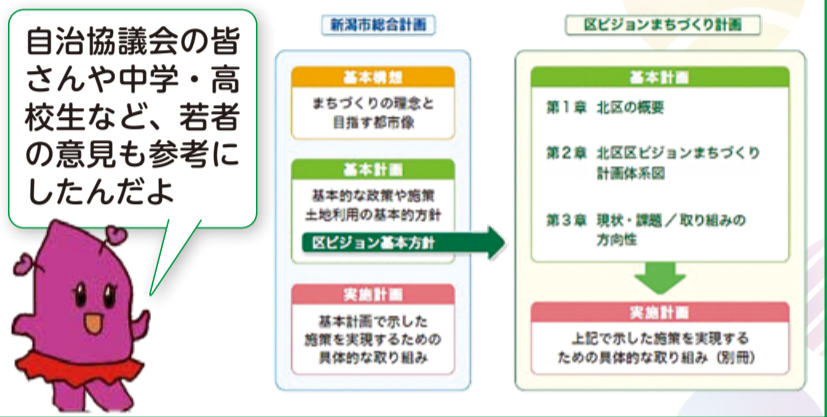 自治協議会の皆
さんや中学・高
校生など、若者
の意見も参考に
したんだよ
新潟市総合計画
基本構想
まちづくりの理念と
目指す都市像
基本計画
基本的な政策や施策
土地利用の基本的方針
区ビジョン基本方針
実施計画
基本計画で示した
施策を実現するための
具体的な取り組み
区ビジョンまちづくり計画
基本計画
第1章 北区の概要
第2章 北区区ビジョンまちづくり
計画体系図
第3章 現状・課題／取り組みの
方向性
実施計画
上記で示した施策を実現する
ための具体的な取り組み（別冊）